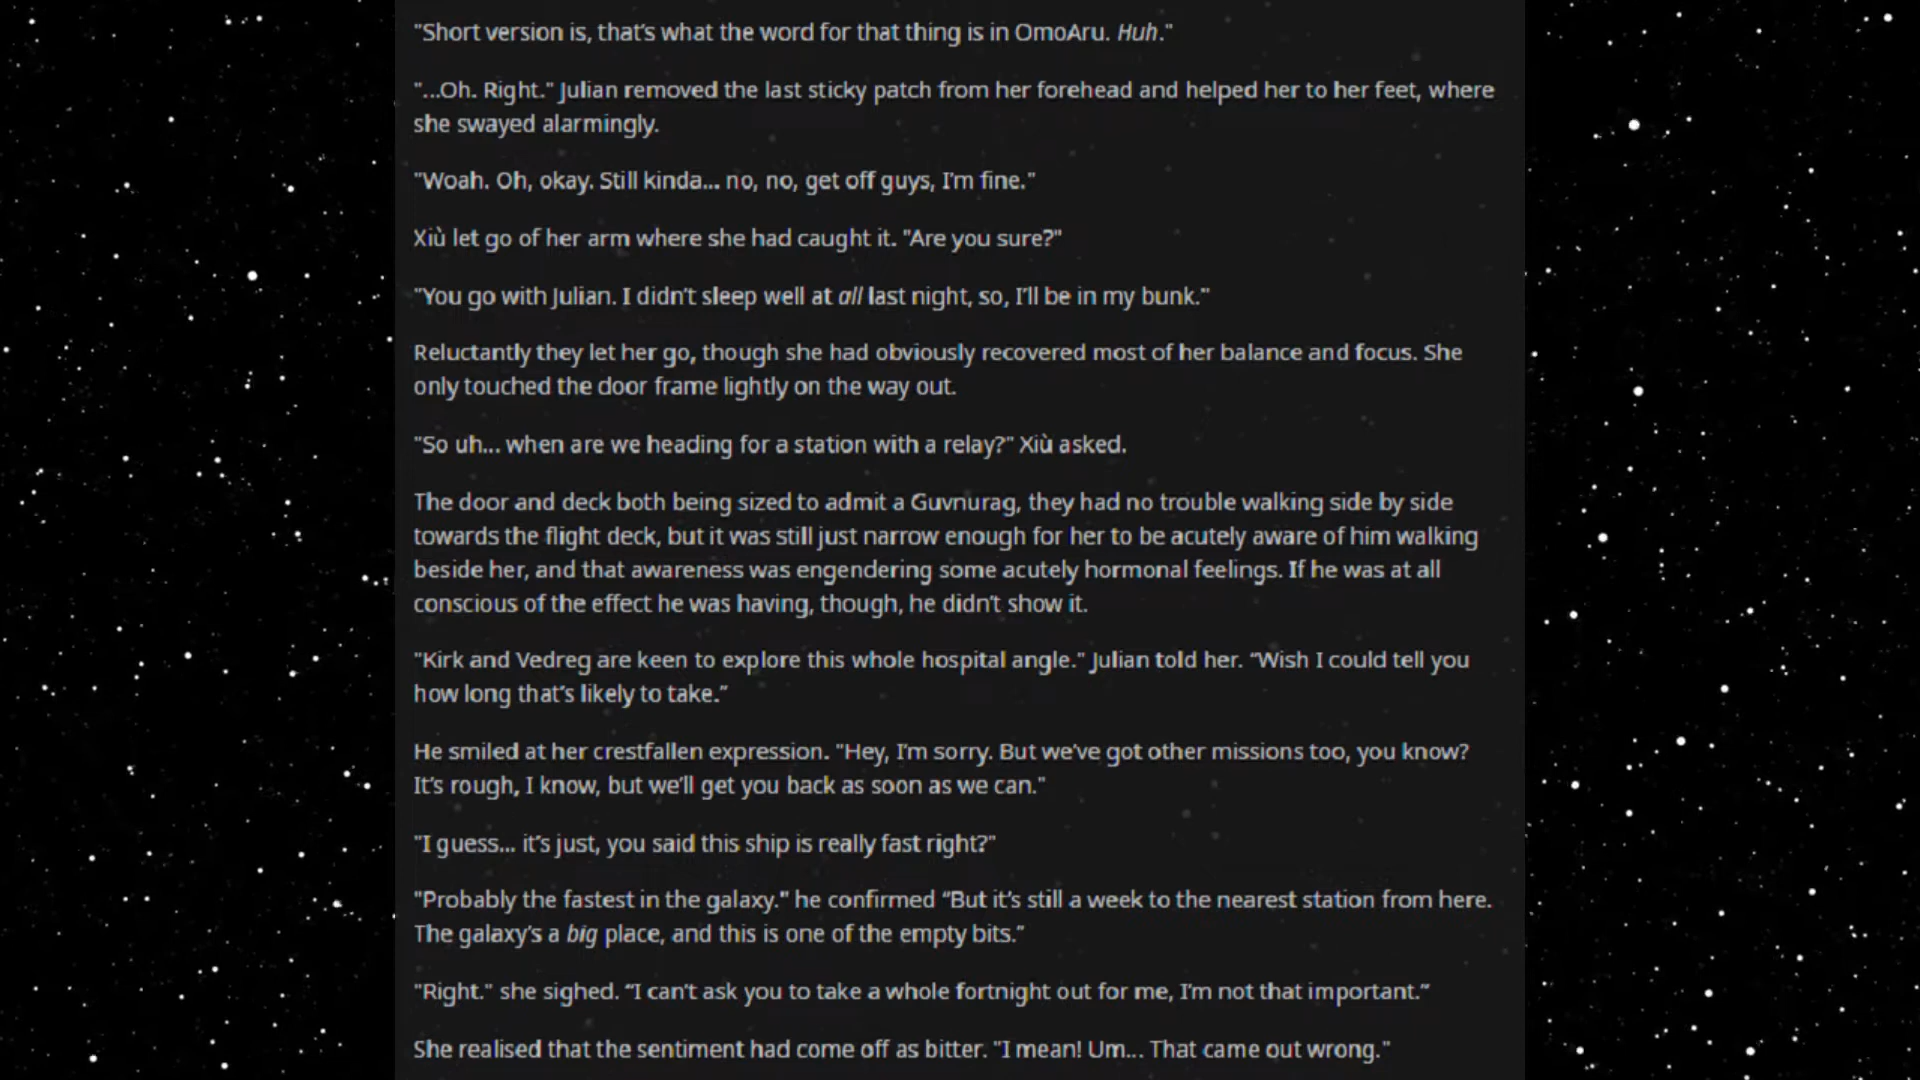 "Short version is, that's what the word for that thing is in OmoAru. Huh."
"...Oh. Right." Julian removed the last sticky patch from her forehead and helped her to her feet, where
she swayed alarmingly.
"Woah. Oh, okay. Still kinda... no, no, get off guys, I'm fine."
Xiù let go of her arm where she had caught it. "Are you sure?"
"You go with Julian. I didn't sleep well at all last night, so, I'll be in my bunk."
Reluctantly they let her go, though she had obviously recovered most of her balance and focus. She
only touched the door frame lightly on the way out.
"So uh... when are we heading for a station with a relay?" Xiù asked.
The door and deck both being sized to admit a Guvnurag, they had no trouble walking side by side
towards the flight deck, but it was still just narrow enough for her to be acutely aware of him walking
beside her, and that awareness was engendering some acutely hormonal feelings. If he was at all
conscious of the effect he was having, though, he didn't show it.
"Kirk and Vedreg are keen to explore this whole hospital angle." Julian told her. “Wish I could tell you
how long that's likely to take.”
He smiled at her crestfallen expression. "Hey, I'm sorry. But we've got other missions too, you know?
It's rough, I know, but we'll get you back as soon as we can."
"I guess... it's just, you said this ship is really fast right?"
"Probably the fastest in the galaxy." he confirmed “But it's still a week to the nearest station from here.
The galaxy's a big place, and this is one of the empty bits.”
"Right." she sighed. “I can't ask you to take a whole fortnight out for me, I'm not that important.”
She realised that the sentiment had come off as bitter. "I mean! Um... That came out wrong."